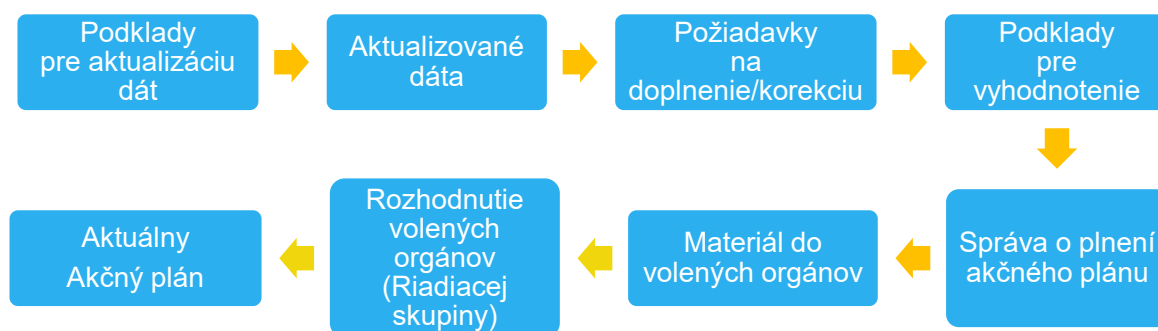 Podklady
pre aktualizáciu
dát
Aktualizované
dáta
Požiadavky
na
doplnenie/korekciu
Podklady
pre
vyhodnotenie
Správa o plnení
akčného plánu
Materiál do
volených orgánov
Rozhodnutie
volených
orgánov
(Riadiacej
skupiny)
Aktuálny
Akčný plán